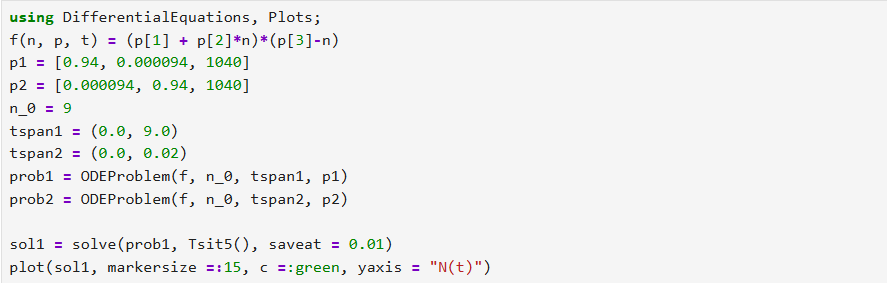 using DifferentialEquations, Plots;
f(n, p, t) = (p[1] + p[2]*n)*(p[3]-n)
p1 = [0.94, 0.000094, 1040]
p2 = [0.000094, 0.94, 1040]
n_0 = 9
tspan1 = (0.0, 9.0)
tspan2 = (0.0, 0.02)
prob1 = ODEProblem(f, n_0, tspan1, p1)
prob2 = ODEProblem(f, n_0, tspan2, p2)
sol1 = solve(prob1, Tsit5(), saveat = 0.01)
plot(sol1, markersize =:15, c =:green, yaxis = "N(t)")